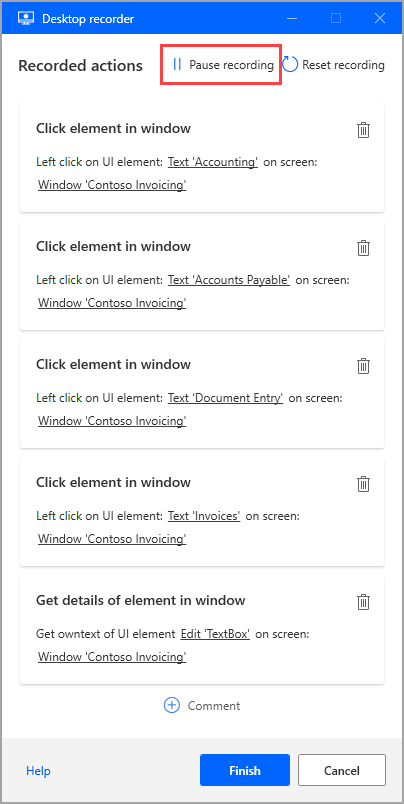 Desktop recorder
Recorded actions Pause recording Reset recording
Click element in window
Left click on UI element: Text 'Accounting' on screen:
Window 'Contoso Invoicing'
Click element in window
Left click on UI element: Text 'Accounts Payable' on screen:
Window 'Contoso Invoicing'
Click element in window
Left click on UI element: Text 'Document Entry' on screen:
Window 'Contoso Invoicing'
Click element in window
Left click on UI element: Text 'Invoices' on screen:
Window 'Contoso Invoicing'
Get details of element in window
Get owntext of UI element Edit 'TextBox' on screen:
Window 'Contoso Invoicing'
Comment
Help Finish Cancel